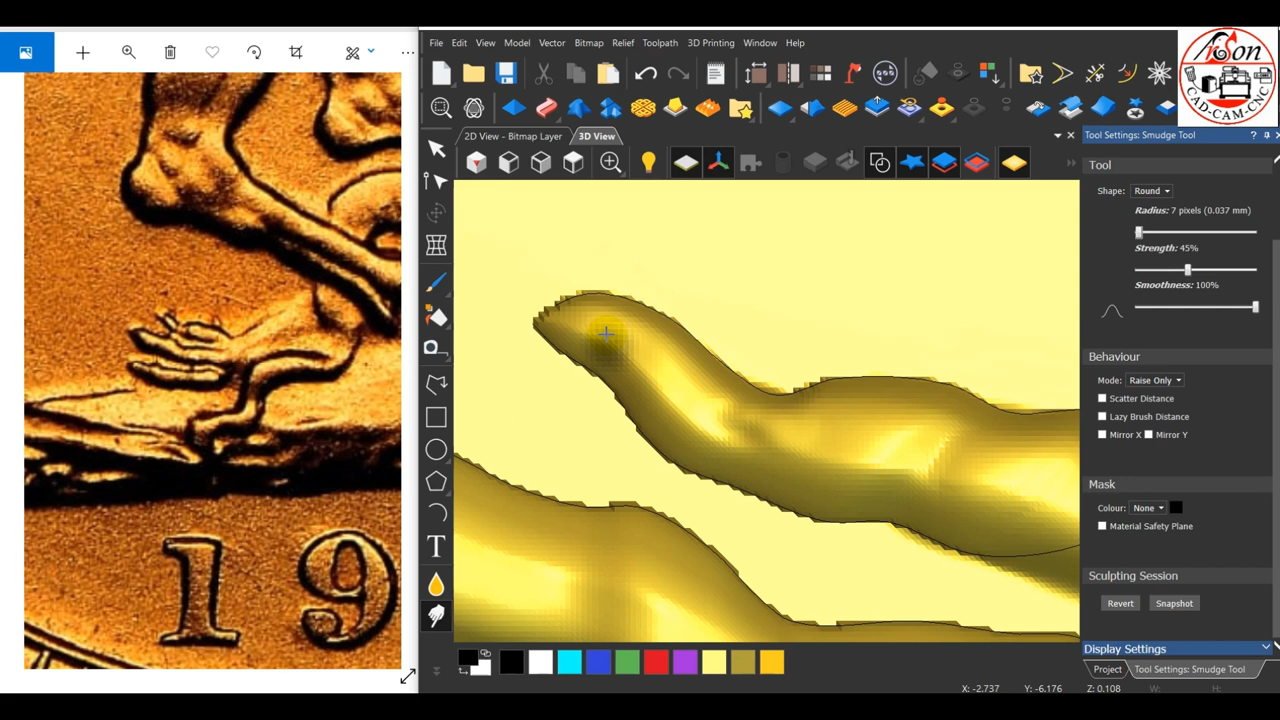 File Edit View Model Vector Bitmap Relief Toolpath 3D Printing Window Help
CAD-CAM-CNC
2D View - Bitmap Layer 3D View
Tool Settings: Smudge Tool
Tool
Shape: Round
Radius: 7 pixels (0.037 mm)
Strength: 45%
Smoothness: 100%
Behaviour
Mode: Raise Only
Scatter Distance
Lazy Brush Distance
Mirror X Mirror Y
Mask
Colour: None
Material Safety Plane
Sculpting Session
Revert Snapshot
Display Settings
Project Tool Settings: Smudge Tool
X: -2.737 Y: -6.176 Z: 0.108 W: H:
19